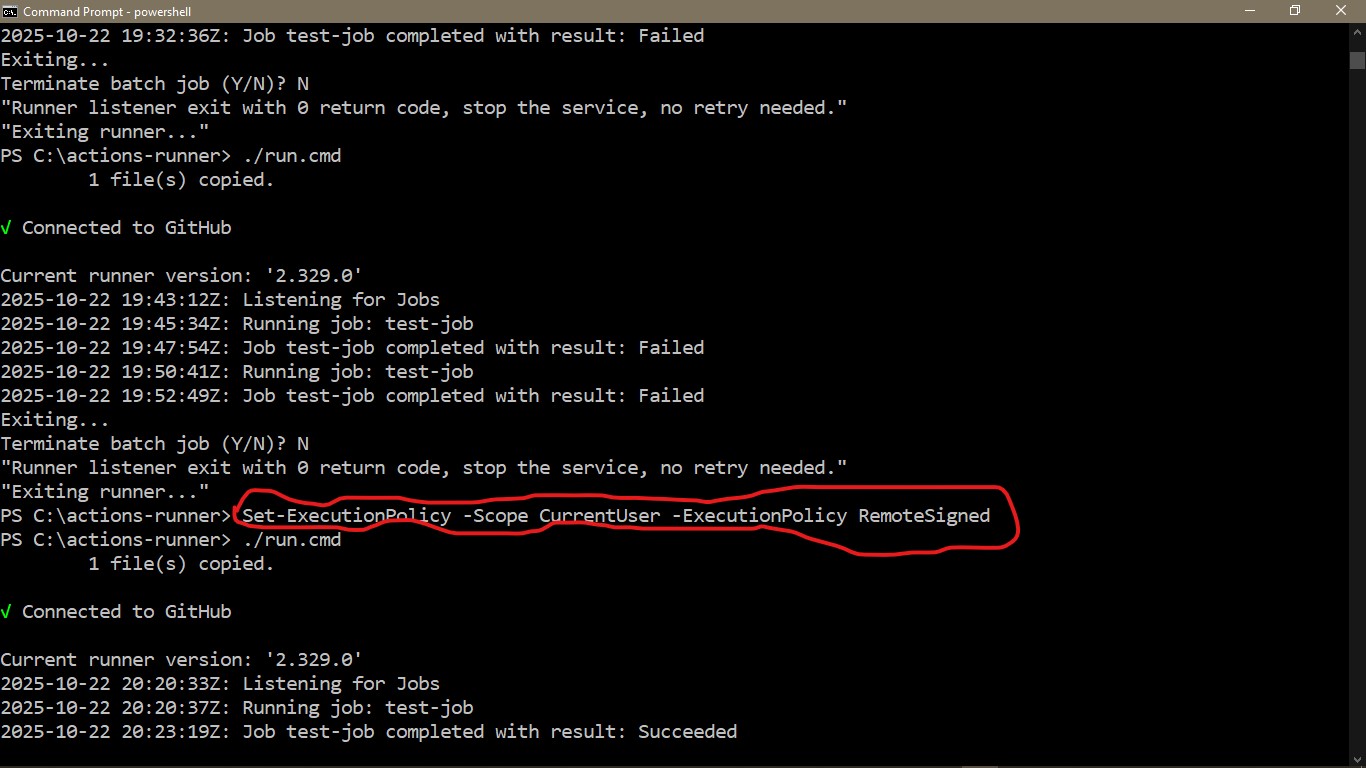 Command Prompt - powershell
2025-10-22 19:32:36Z: Job test-job completed with result: Failed
Exiting...
Terminate batch job (Y/N)? N
"Runner listener exit with 0 return code, stop the service, no retry needed."
"Exiting runner..."
PS C:\actions-runner> ./run.cmd
        1 file(s) copied.
√ Connected to GitHub
Current runner version: '2.329.0'
2025-10-22 19:43:12Z: Listening for Jobs
2025-10-22 19:45:34Z: Running job: test-job
2025-10-22 19:47:54Z: Job test-job completed with result: Failed
2025-10-22 19:50:41Z: Running job: test-job
2025-10-22 19:52:49Z: Job test-job completed with result: Failed
Exiting...
Terminate batch job (Y/N)? N
"Runner listener exit with 0 return code, stop the service, no retry needed."
"Exiting runner..."
PS C:\actions-runner> Set-ExecutionPolicy -Scope CurrentUser -ExecutionPolicy RemoteSigned
PS C:\actions-runner> ./run.cmd
        1 file(s) copied.
√ Connected to GitHub
Current runner version: '2.329.0'
2025-10-22 20:20:33Z: Listening for Jobs
2025-10-22 20:20:37Z: Running job: test-job
2025-10-22 20:23:19Z: Job test-job completed with result: Succeeded